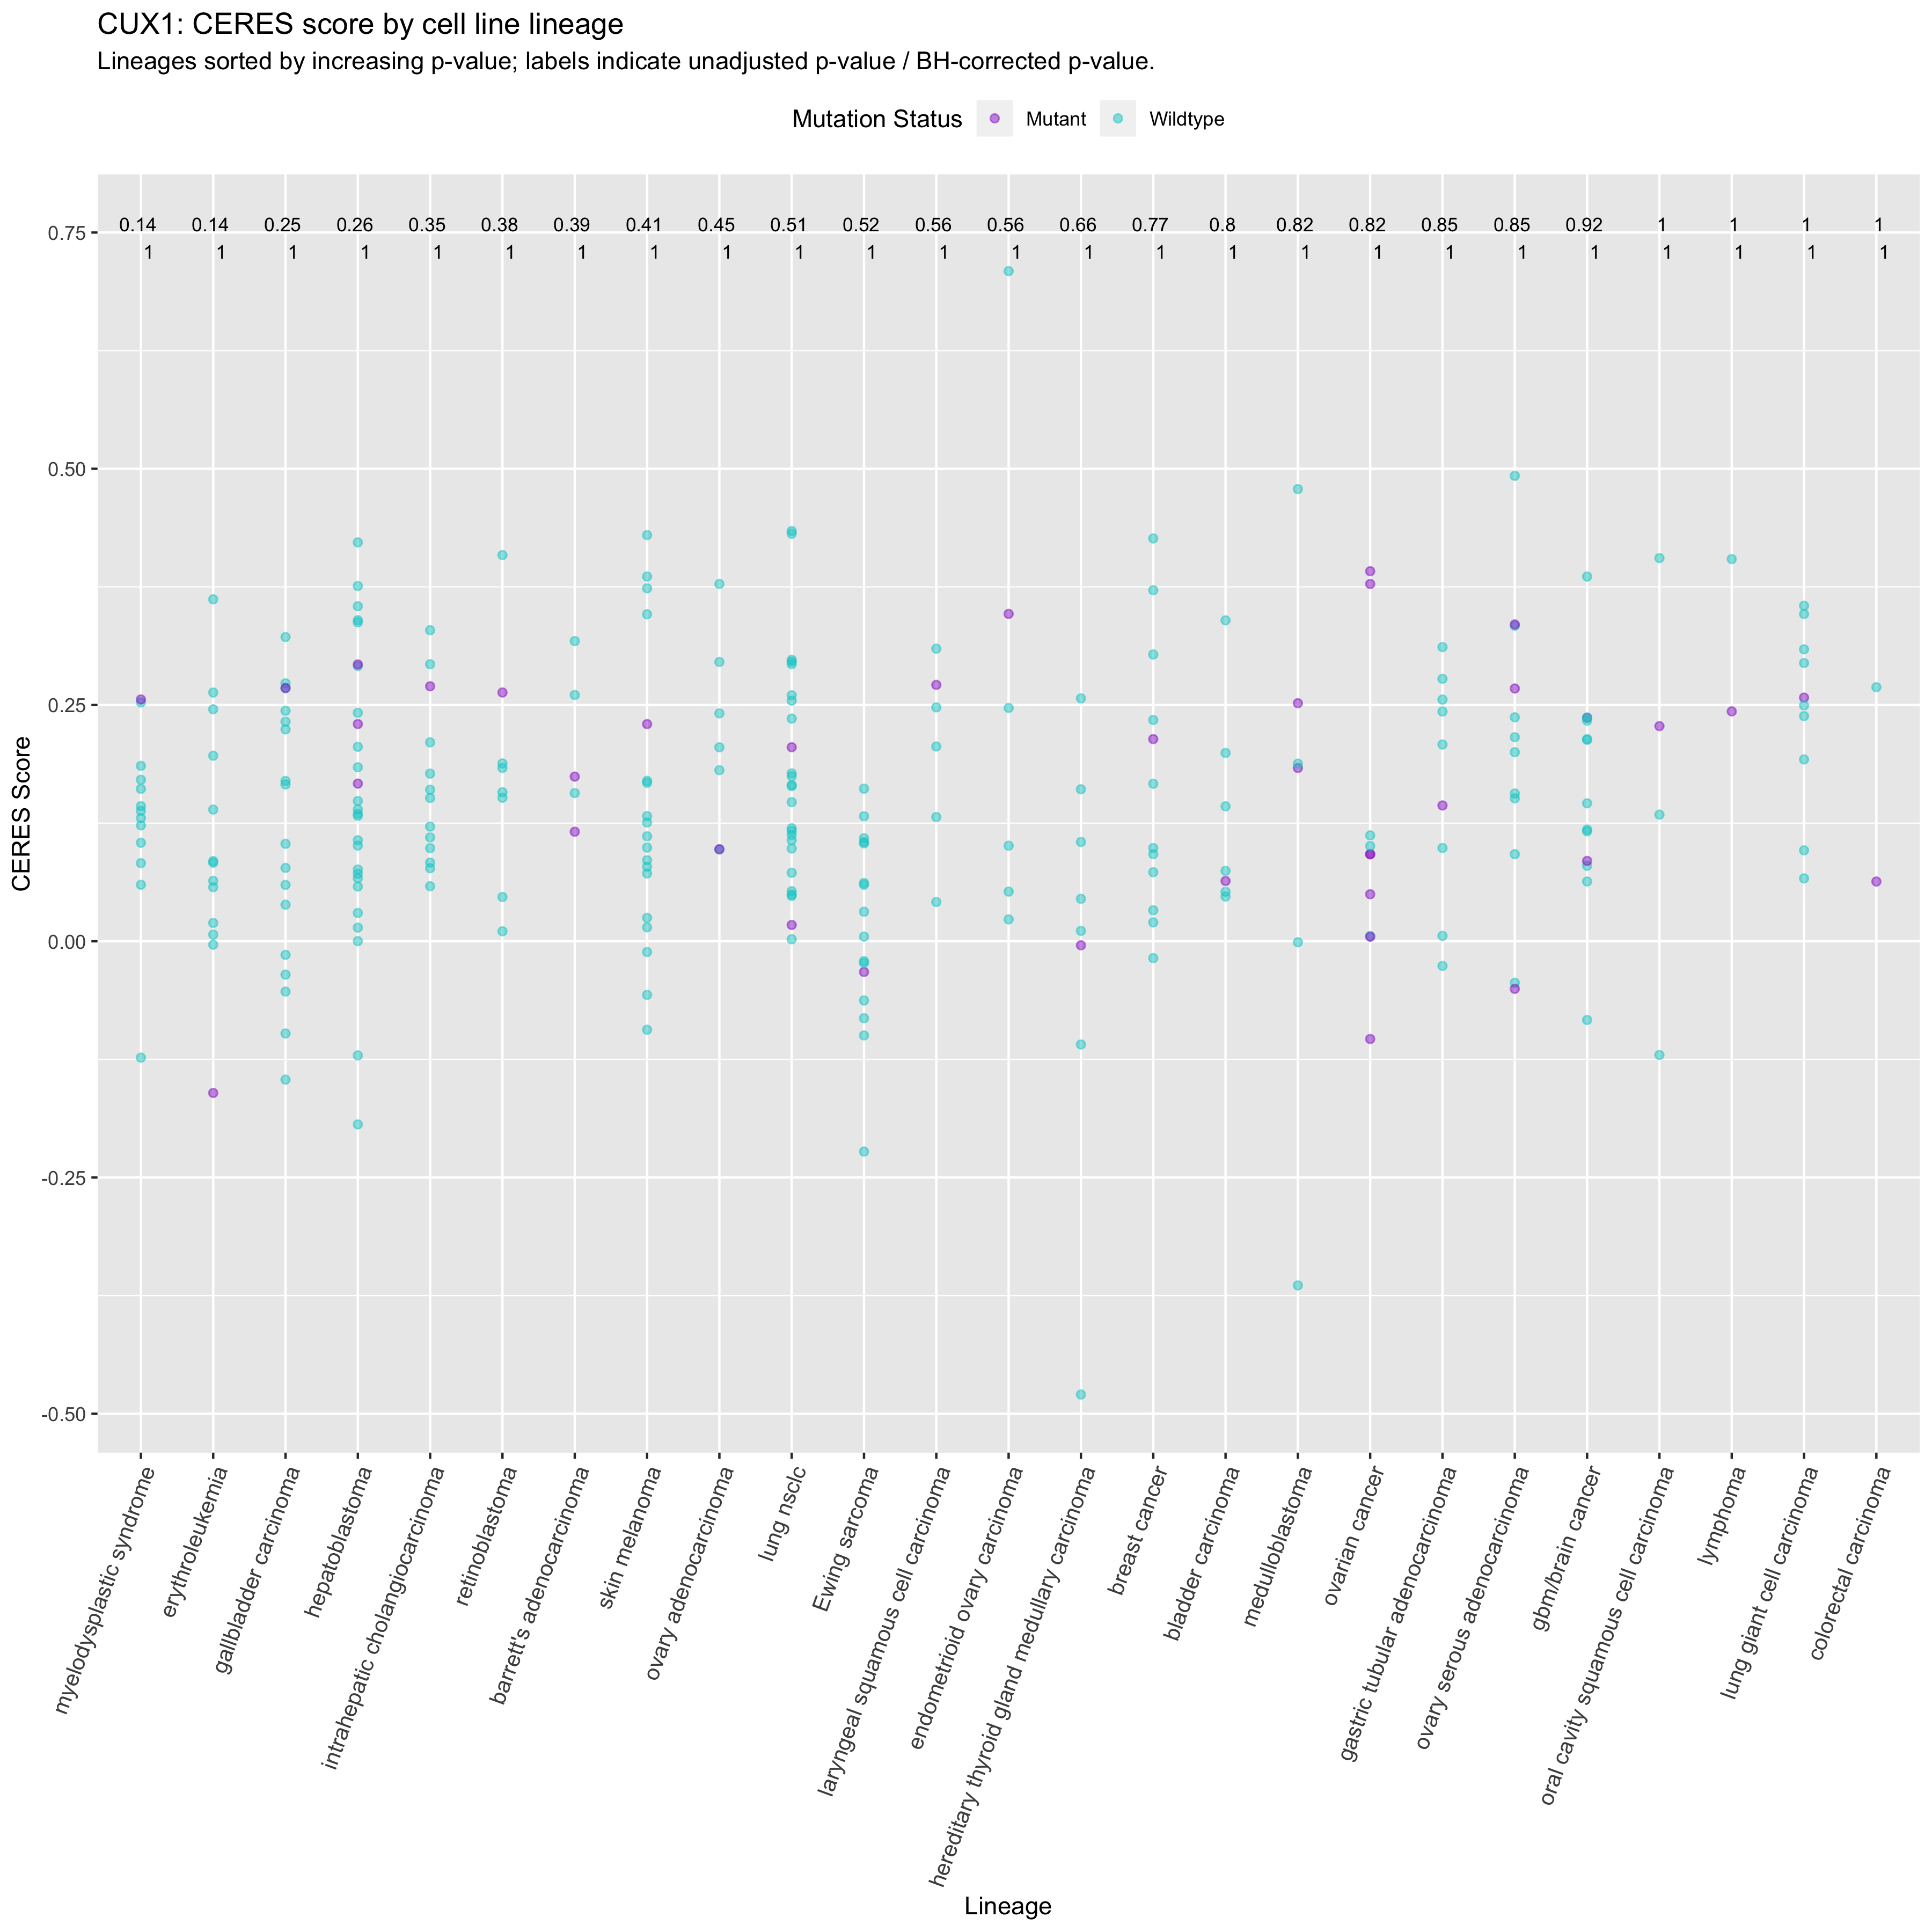 CUX1: CERES score by cell line lineage
Lineages sorted by increasing p-value; labels indicate unadjusted p-value / BH-corrected p-value.
Mutation Status Mutant Wildtype
0.14 0.14 0.25 0.26 0.35 0.38 0.39 0.41 0.45 0.51 0.52 0.56 0.56 0.66 0.77 0.8 0.82 0.82 0.85 0.85 0.92 1 1 1 1
1 1 1 1 1 1 1 1 1 1 1 1 1 1 1 1 1 1 1 1 1 1 1 1 1
0.75
0.50
0.25
0.00
-0.25
-0.50
CERES Score
myelodysplastic syndrome
erythroleukemia
gallbladder carcinoma
hepatoblastoma
intrahepatic cholangiocarcinoma
retinoblastoma
barrett's adenocarcinoma
skin melanoma
ovary adenocarcinoma
lung nsclc
Ewing sarcoma
laryngeal squamous cell carcinoma
endometrioid ovary carcinoma
hereditary thyroid gland medullary carcinoma
breast cancer
bladder carcinoma
medulloblastoma
ovarian cancer
gastric tubular adenocarcinoma
ovary serous adenocarcinoma
gbm/brain cancer
oral cavity squamous cell carcinoma
lymphoma
lung giant cell carcinoma
colorectal carcinoma
Lineage